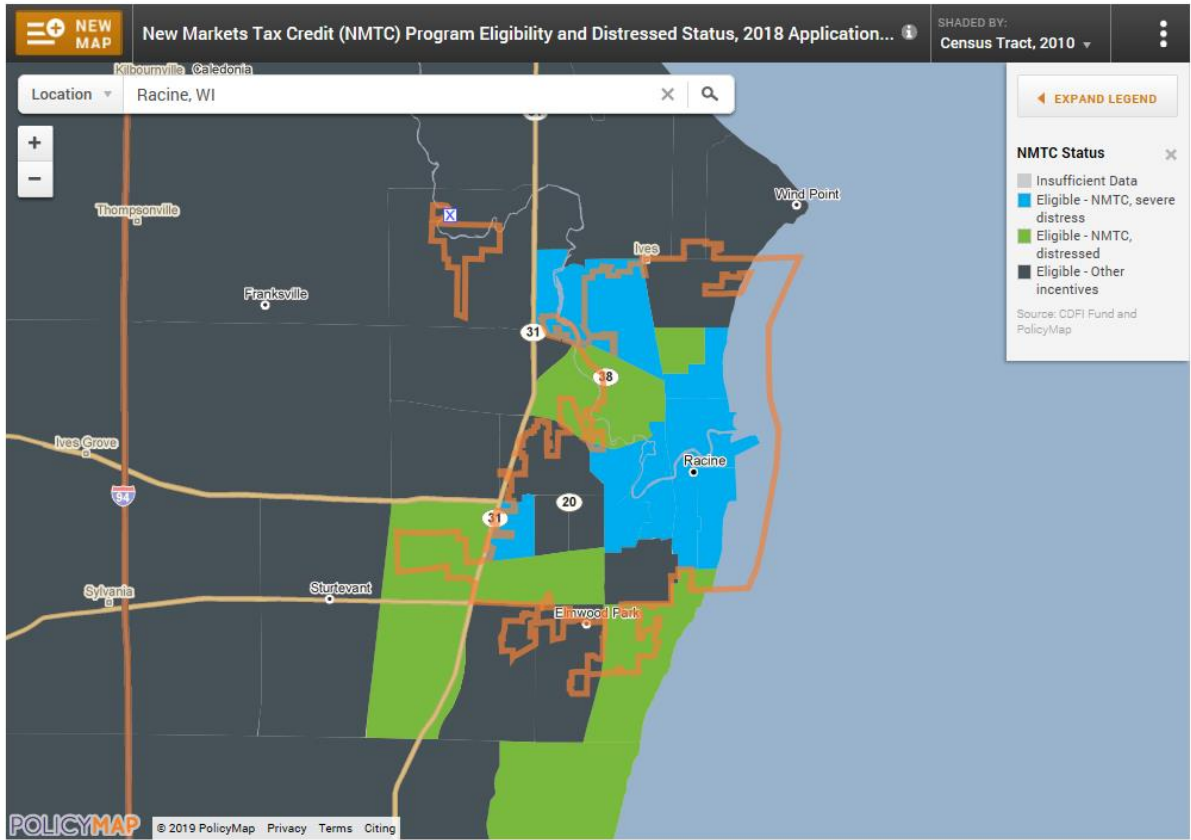 NEW
MAP
New Markets Tax Credit (NMTC) Program Eligibility and Distressed Status, 2018 Application...
SHADED BY:
Census Tract, 2010
Kilbournville
Caledonia
Location
Racine, WI
EXPAND LEGEND
+
−
NMTC Status
Insufficient Data
Eligible - NMTC, severe
distress
Eligible - NMTC,
distressed
Eligible - Other
incentives
Source: CDFI Fund and
PolicyMap
Wind Point
Thompsonville
Ives
Franksville
31
38
Ives Grove
Racine
94
20
31
Sylvania
Sturtevant
Elmwood Park
POLICYMAP
© 2019 PolicyMap Privacy Terms Citing